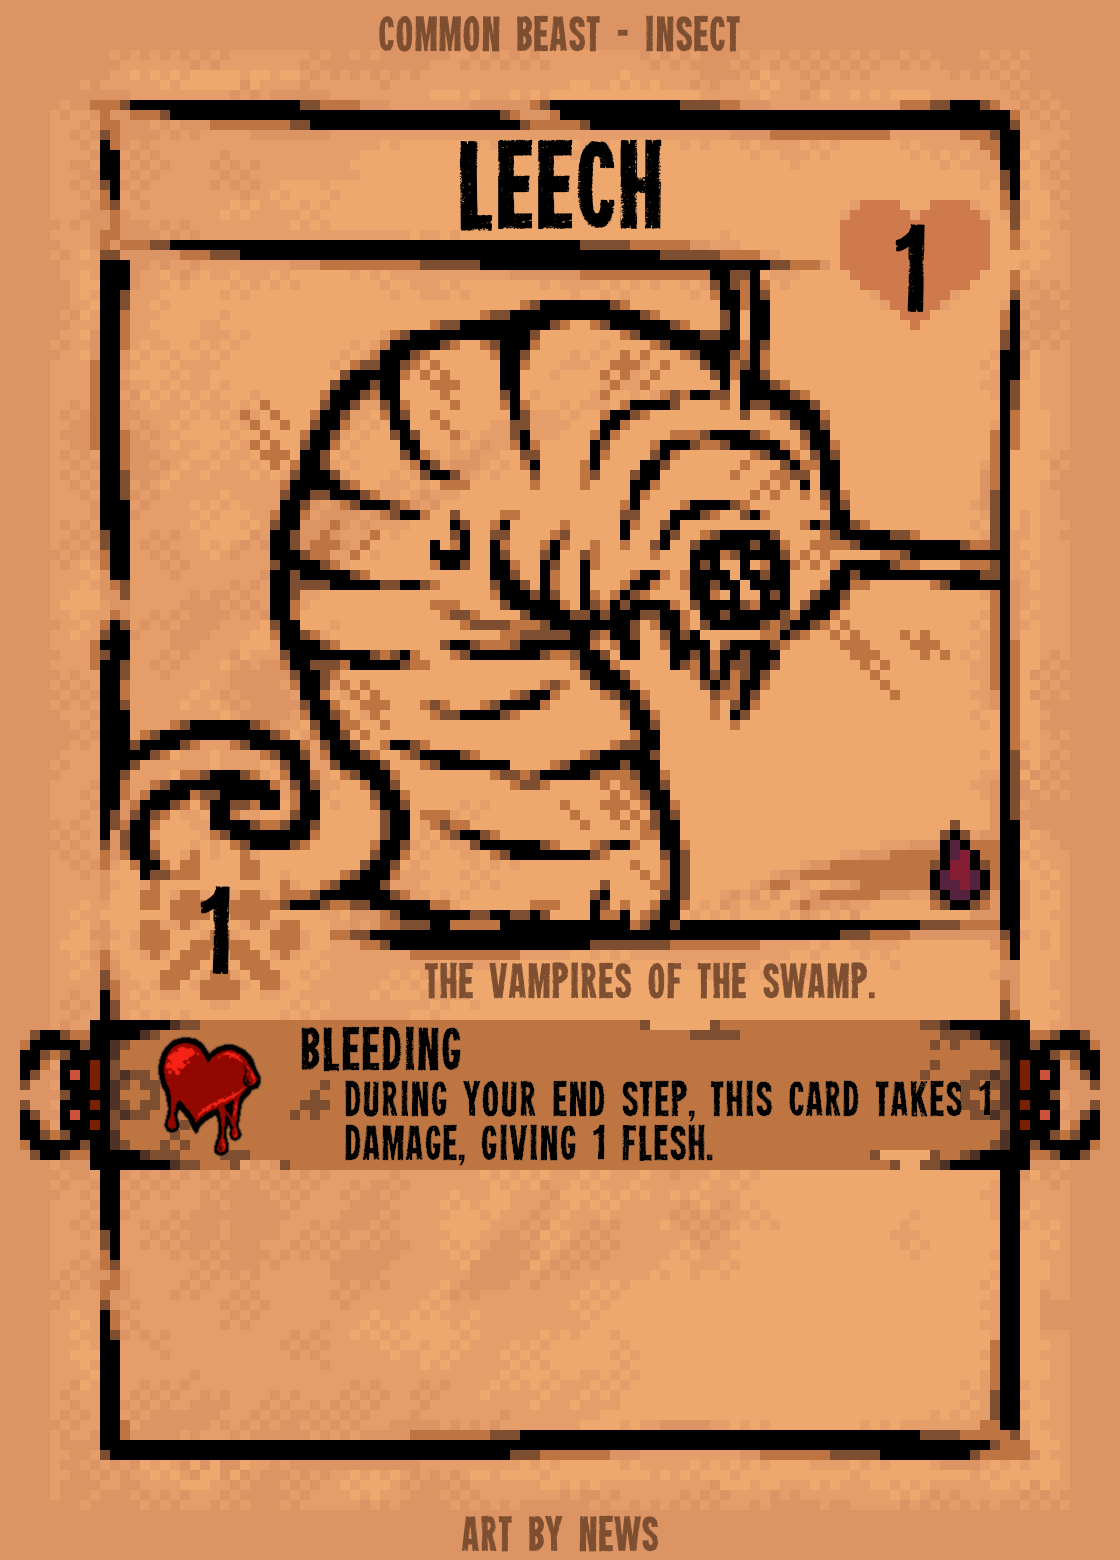 COMMON BEAST - INSECT
LEECH
1
1
THE VAMPIRES OF THE SWAMP.
BLEEDING
DURING YOUR END STEP, THIS CARD TAKES 1
DAMAGE, GIVING 1 FLESH.
ART BY NEWS